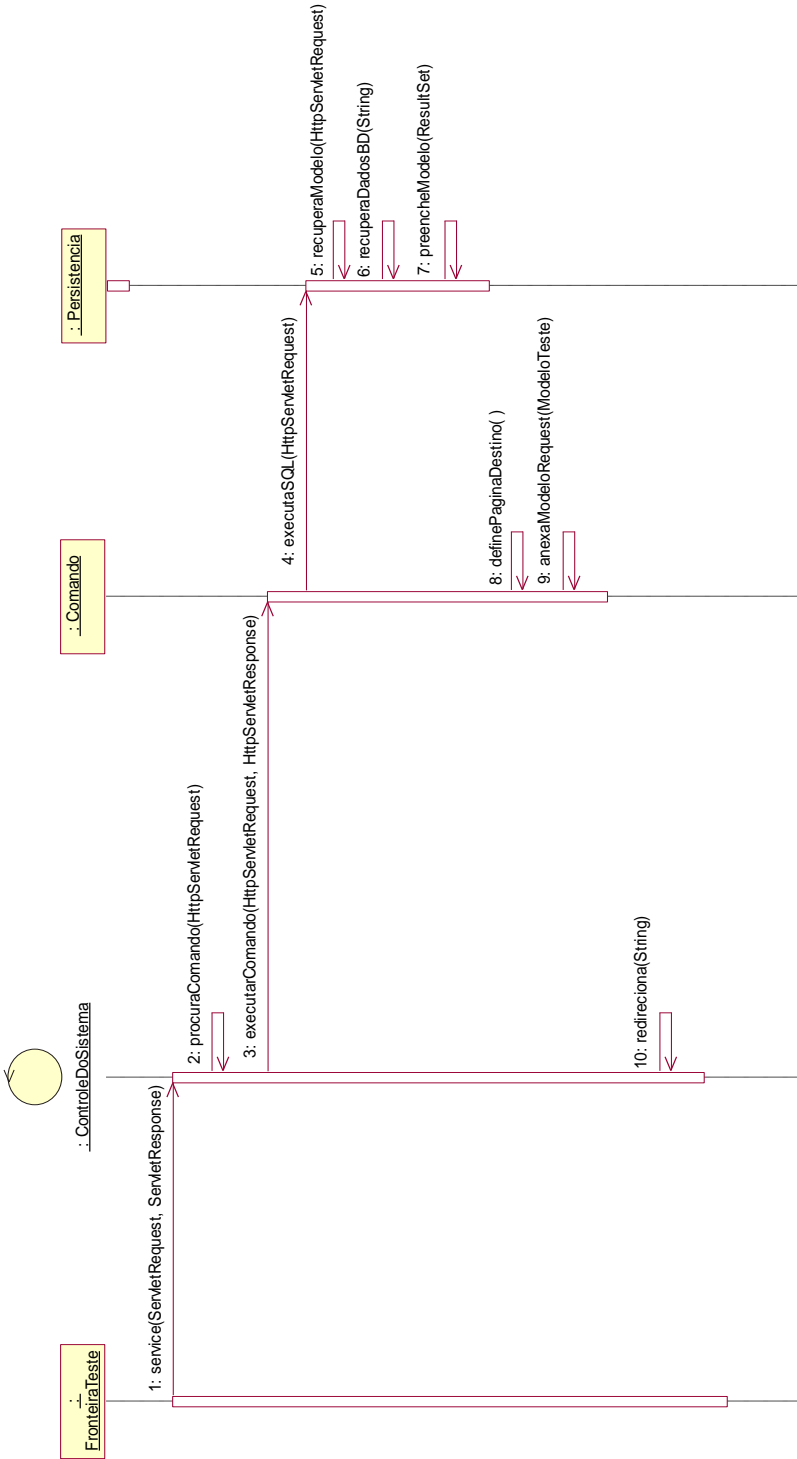 : FronteiraTeste
: ControleDoSistema
: Comando
: Persistencia
1: service(ServletRequest, ServletResponse)
2: procuraComando(HttpServletRequest)
3: executarComando(HttpServletRequest, HttpServletResponse)
4: executaSQL(HttpServletRequest)
5: recuperaModelo(HttpServletRequest)
6: recuperaDadosBD(String)
7: preencheModelo(ResultSet)
8: definePaginaDestino( )
9: anexaModeloRequest(ModeloTeste)
10: redireciona(String)